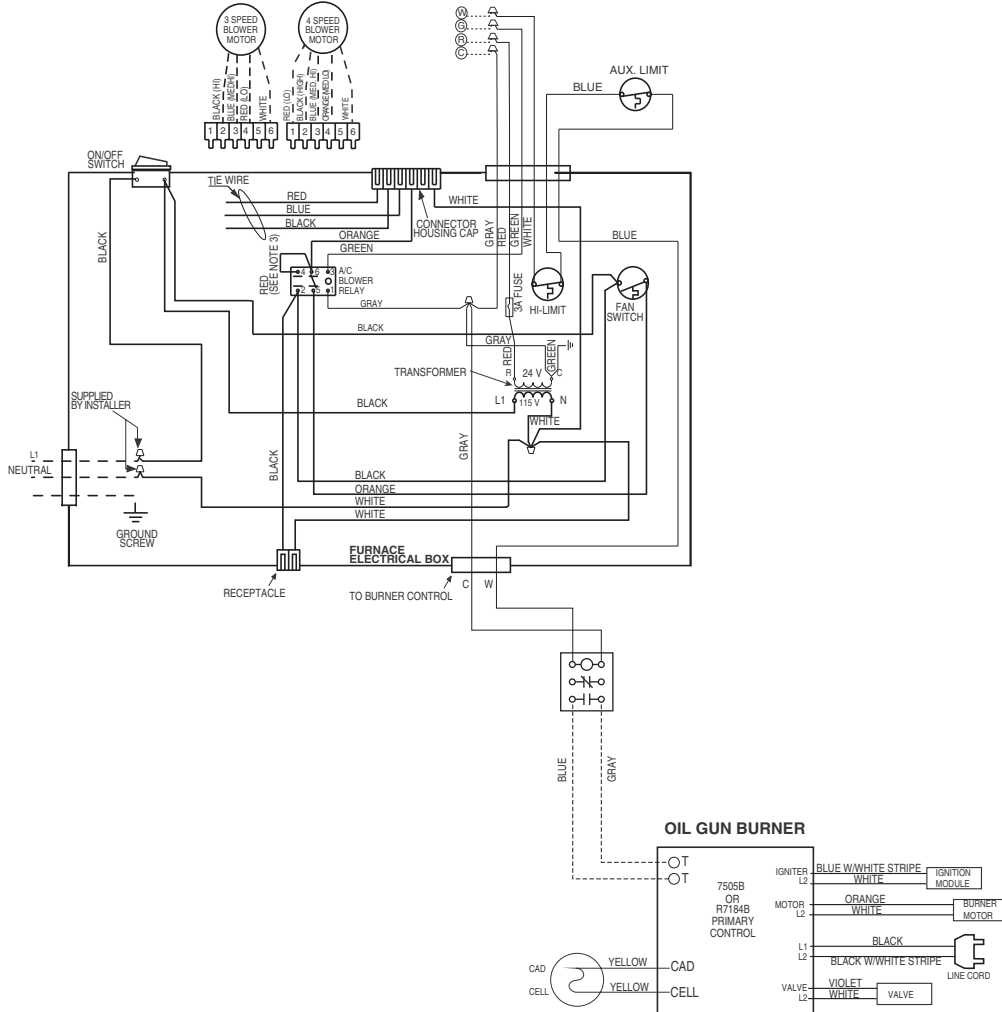 3 SPEED
BLOWER
MOTOR
4 SPEED
BLOWER
MOTOR
W
G
R
C
BLACK (HI)
BLUE (MEDHI)
RED (LO)
WHITE
RED (LO)
BLACK (HIGH)
BLUE (MED. HI)
ORANGE MED LO
WHITE
1 2 3 4 5 6
1 2 3 4 5 6
AUX. LIMIT
BLUE
ON/OFF
SWITCH
TIE WIRE
RED
BLUE
BLACK
WHITE
CONNECTOR
HOUSING CAP
ORANGE
GREEN
GRAY
RED
GREEN
WHITE
BLUE
BLACK
RED
(SEE NOTE 3)
4 6 3
2 5 1
A/C
BLOWER
RELAY
GRAY
3A FUSE
HI-LIMIT
FAN
SWITCH
BLACK
GRAY
RED
GREEN
TRANSFORMER
R 24 V C
L1 115 V N
BLACK
WHITE
SUPPLIED
BY INSTALLER
L1
NEUTRAL
GRAY
BLACK
BLACK
ORANGE
WHITE
WHITE
GROUND
SCREW
FURNACE
ELECTRICAL BOX
RECEPTACLE
TO BURNER CONTROL
C W
BLUE
GRAY
OIL GUN BURNER
T
T
7505B
OR
R7184B
PRIMARY
CONTROL
IGNITER
L2
BLUE W/WHITE STRIPE
WHITE
IGNITION
MODULE
MOTOR
L2
ORANGE
WHITE
BURNER
MOTOR
L1
L2
BLACK
BLACK W/WHITE STRIPE
LINE CORD
CAD
CELL
YELLOW
YELLOW
CAD
CELL
VALVE
L2
VIOLET
WHITE
VALVE